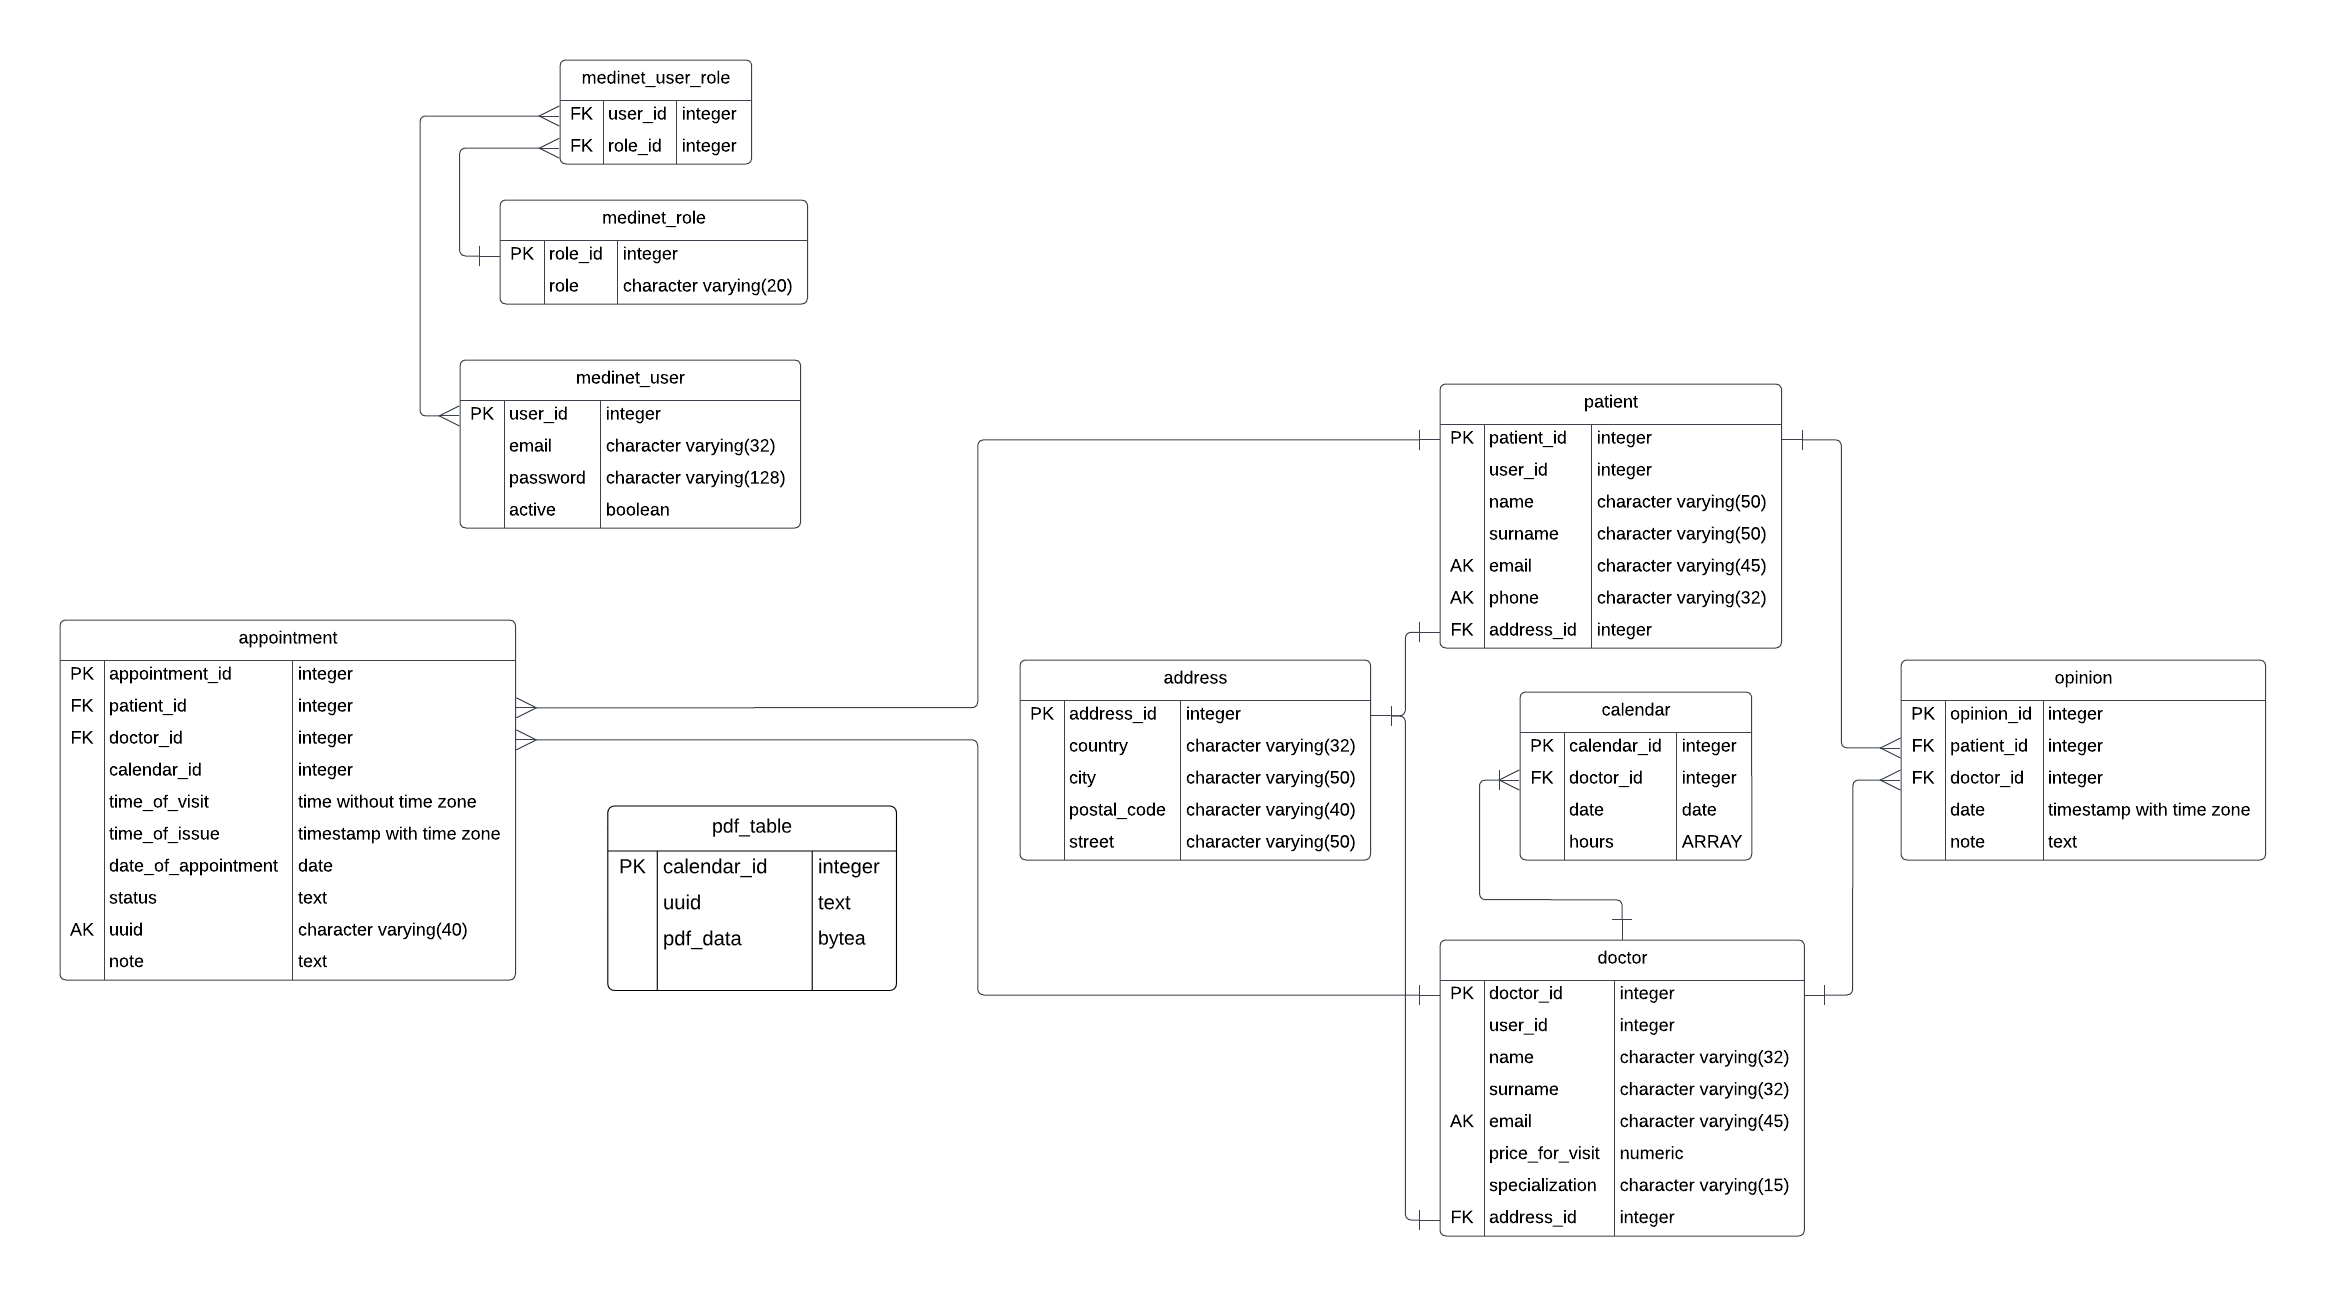 medinet_user_role
FK user_id integer
FK role_id integer
medinet_role
PK role_id integer
role character varying(20)
medinet_user
PK user_id integer
email character varying(32)
password character varying(128)
active boolean
patient
PK patient_id integer
user_id integer
name character varying(50)
surname character varying(50)
AK email character varying(45)
AK phone character varying(32)
FK address_id integer
appointment
PK appointment_id integer
FK patient_id integer
FK doctor_id integer
calendar_id integer
time_of_visit time without time zone
time_of_issue timestamp with time zone
date_of_appointment date
status text
AK uuid character varying(40)
note text
pdf_table
PK calendar_id integer
uuid text
pdf_data bytea
address
PK address_id integer
country character varying(32)
city character varying(50)
postal_code character varying(40)
street character varying(50)
calendar
PK calendar_id integer
FK doctor_id integer
date date
hours ARRAY
opinion
PK opinion_id integer
FK patient_id integer
FK doctor_id integer
date timestamp with time zone
note text
doctor
PK doctor_id integer
user_id integer
name character varying(32)
surname character varying(32)
AK email character varying(45)
price_for_visit numeric
specialization character varying(15)
FK address_id integer